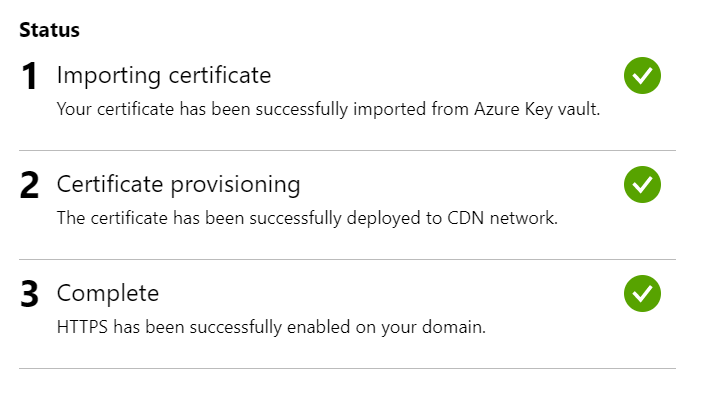 Status
1 Importing certificate
Your certificate has been successfully imported from Azure Key vault.
2 Certificate provisioning
The certificate has been successfully deployed to CDN network.
3 Complete
HTTPS has been successfully enabled on your domain.